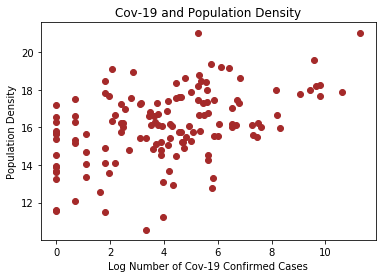 Cov-19 and Population Density
Population Density
20
18
16
14
12
0 2 4 6 8 10
Log Number of Cov-19 Confirmed Cases